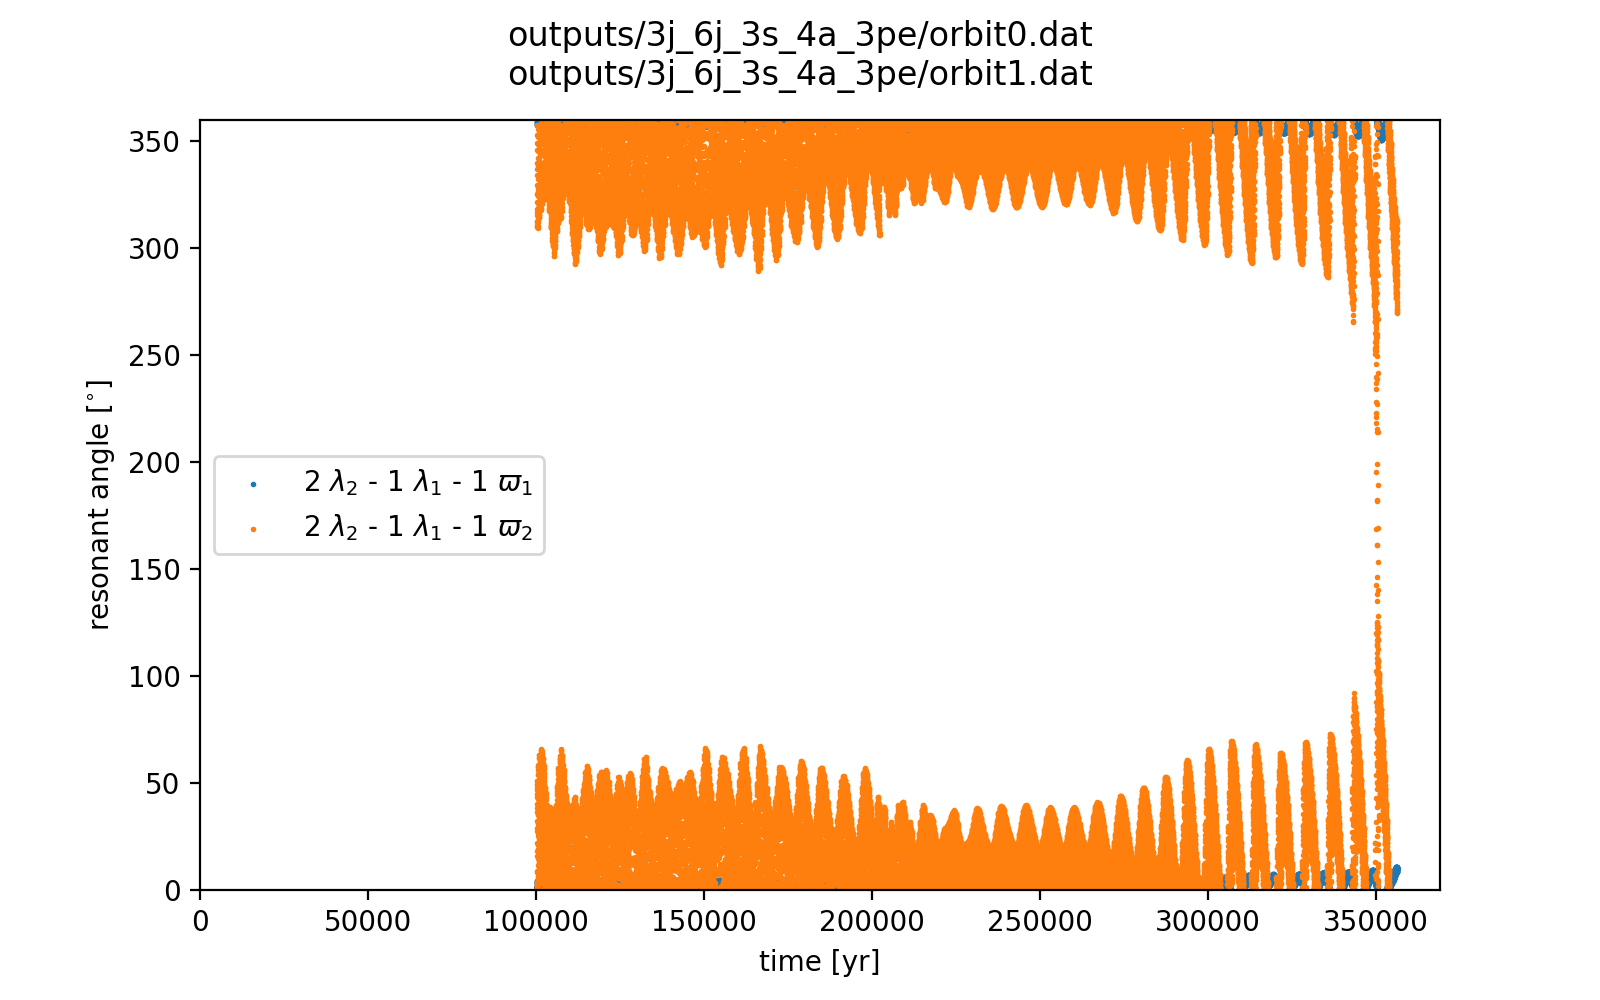 outputs/3j_6j_3s_4a_3pe/orbit0.dat
outputs/3j_6j_3s_4a_3pe/orbit1.dat
350
300
250
200
150
100
50
0
resonant angle [°]
2 λ₂ - 1 λ₁ - 1 ϖ₁
2 λ₂ - 1 λ₁ - 1 ϖ₂
0 50000 100000 150000 200000 250000 300000 350000
time [yr]